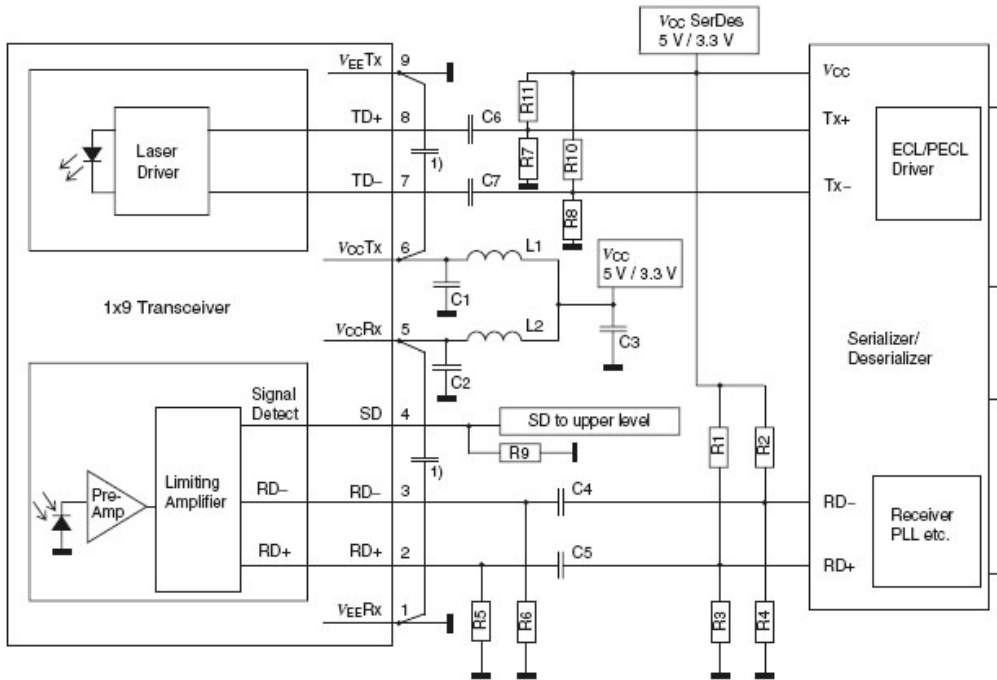 VCC SerDes
5 V / 3.3 V
VEETx
9
VCC
R11
TD+
8
C6
Tx+
Laser
Driver
1)
R7
R10
ECL/PECL
Driver
TD−
7
C7
Tx−
R8
VCCTx
6
L1
VCC
5 V / 3.3 V
C1
1x9 Transceiver
VCCRx
5
L2
C3
Serializer/
Deserializer
C2
Signal
Detect
SD
4
SD to upper level
R9
R1
R2
1)
Pre-
Amp
Limiting
Amplifier
RD−
RD−
3
C4
RD−
Receiver
PLL etc.
RD+
RD+
2
C5
RD+
VEERx
1
R5
R6
R3
R4